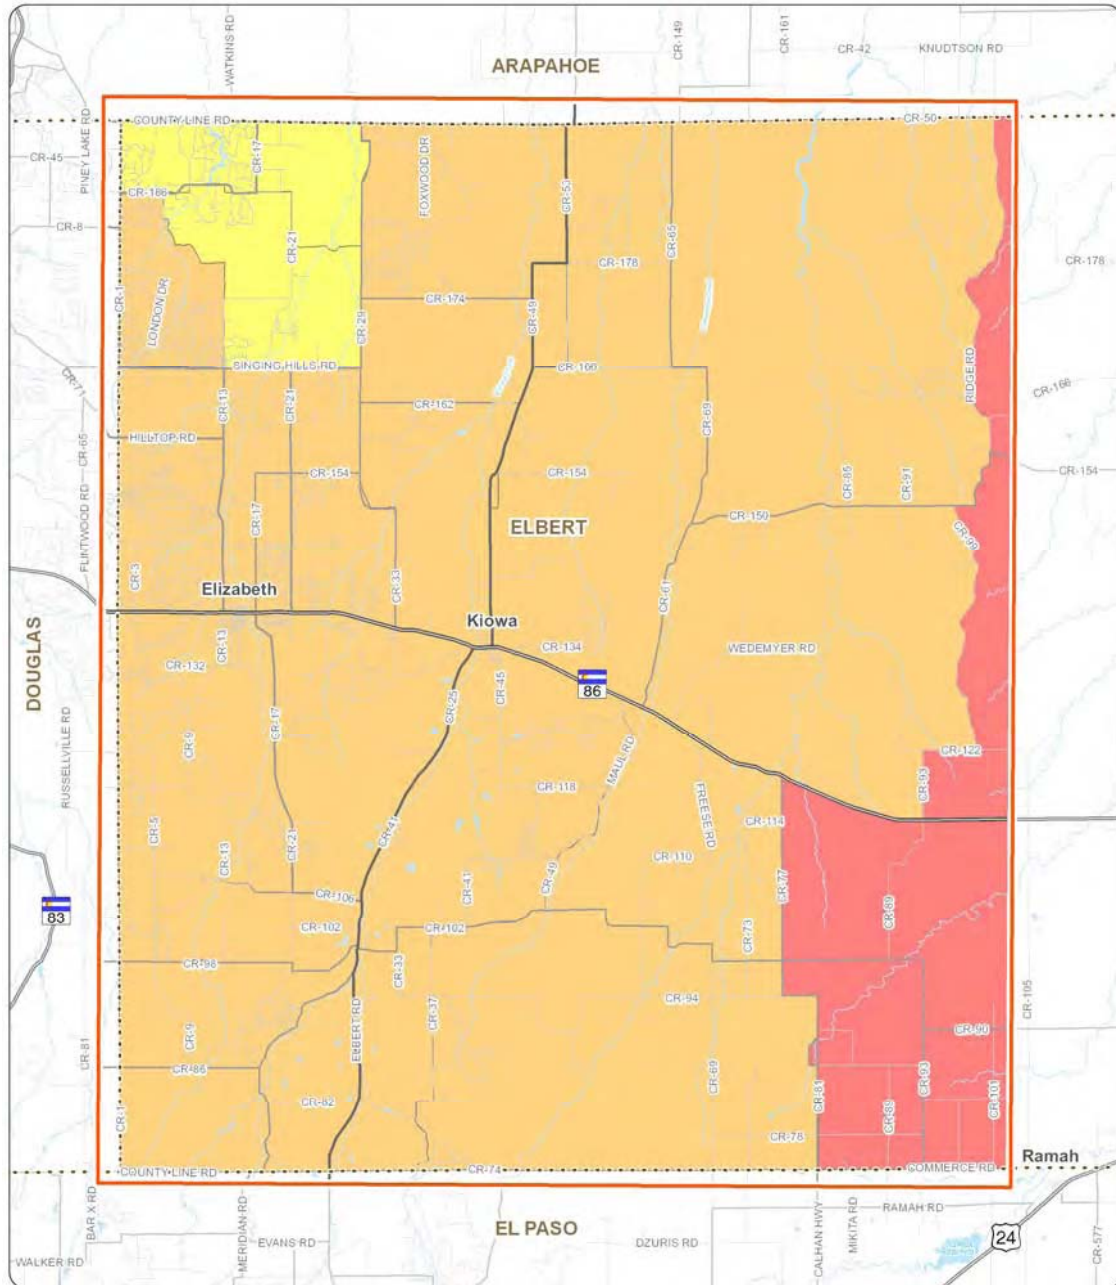 WATKINS RD
CR-149
CR-161
CR-42
KNUDTSON RD
ARAPAHOE
PINEY LAKE RD
COUNTY LINE RD
CR-50
CR-45
CR-17
FOXWOOD DR
CR-53
CR-166
CR-8
CR-21
CR-65
CR-178
CR-178
CR-1
LONDON DR
CR-174
CR-49
CR-29
SINGING HILLS RD
CR-166
RIDGE RD
CR-71
CR-13
CR-21
CR-162
CR-69
CR-166
HILLTOP RD
CR-65
CR-154
CR-154
CR-85
CR-91
CR-154
FLINTWOOD RD
CR-17
CR-150
ELBERT
CR-99
CR-3
Elizabeth
CR-33
CR-61
Kiowa
DOUGLAS
CR-13
CR-134
WEDEMYER RD
CR-132
86
CR-45
CR-25
CR-17
CR-9
RUSSELLVILLE RD
MAUL RD
CR-122
CR-93
CR-118
FREESE RD
CR-5
CR-13
CR-21
CR-41
CR-114
CR-110
CR-77
CR-49
CR-41
CR-106
83
CR-89
CR-102
CR-102
CR-73
CR-98
CR-33
CR-94
CR-37
CR-105
CR-9
ELBERT RD
CR-90
CR-81
CR-86
CR-69
CR-81
CR-93
CR-89
CR-101
CR-82
CR-1
CR-78
Ramah
COUNTY LINE RD
CR-74
COMMERCE RD
BAR X RD
MERIDIAN RD
EL PASO
CALHAN HWY
MIKITA RD
RAMAH RD
EVANS RD
DZURIS RD
24
CR-577
WALKER RD